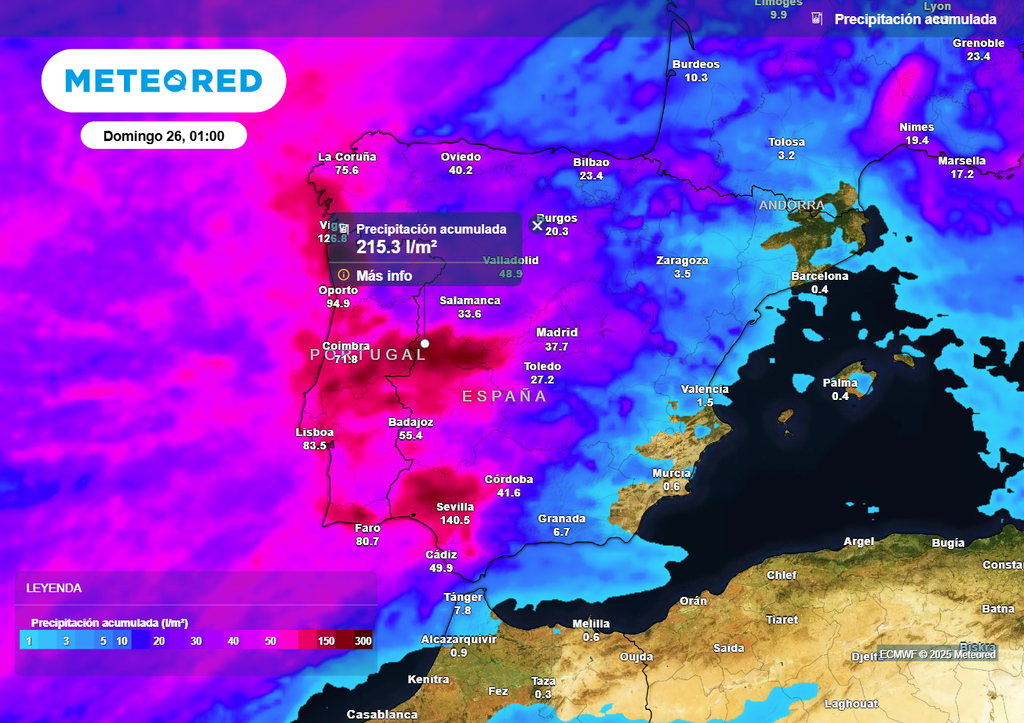 Limoges
9.9
Lyon
Precipitación acumulada
Grenoble
23.4
METEORED
Burdeos
10.3
Domingo 26, 01:00
Nimes
19.4
Tolosa
3.2
La Coruña
75.6
Oviedo
40.2
Bilbao
23.4
Marsella
17.2
ANDORRA
Vigo
126.8
Precipitación acumulada
215.3 l/m²
Más info
Burgos
20.3
Valladolid
48.9
Zaragoza
3.5
Barcelona
0.4
Oporto
94.9
Salamanca
33.6
Madrid
37.7
Coimbra
71.8
PORTUGAL
Toledo
27.2
ESPAÑA
Valencia
1.5
Palma
0.4
Lisboa
83.5
Badajoz
55.4
Murcia
0.6
Córdoba
41.6
Sevilla
140.5
Granada
6.7
Faro
80.7
Cádiz
49.9
Argel
Bugía
Constan
Chlef
LEYENDA
Tánger
7.8
Orán
Batna
Precipitación acumulada (l/m²)
1 3 5 10 20 30 40 50 150 300
Melilla
0.6
Tiaret
Alcazarquivir
0.9
Saida
Biskra
Oujda
Djelfa
ECMWF © 2025 Meteored
Kenitra
Taza
0.3
Fez
Laghouat
Casablanca